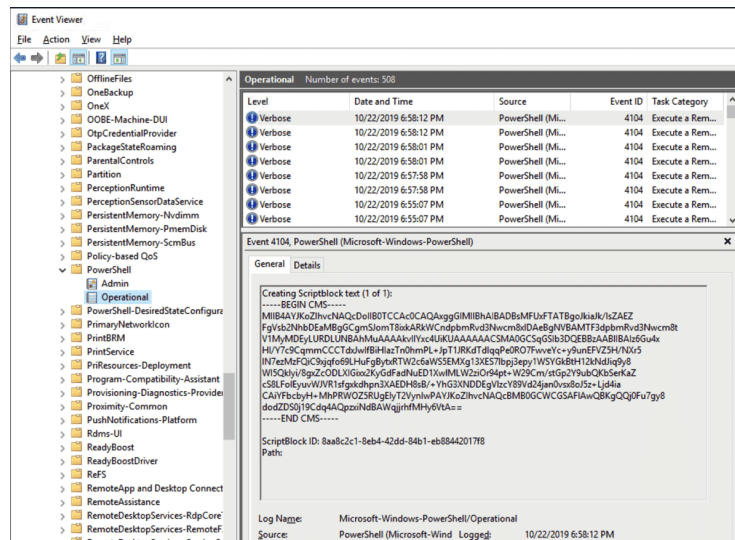 Event Viewer
File Action View Help
OfflineFiles
OneBackup
OneX
OOBE-Machine-DUI
OtpCredentialProvider
PackageStateRoaming
ParentalControls
Partition
PerceptionRuntime
PerceptionSensorDataService
PersistentMemory-Nvdimm
PersistentMemory-PmemDisk
PersistentMemory-ScmBus
Policy-based QoS
PowerShell
Admin
Operational
PowerShell-DesiredStateConfigura
PrimaryNetworkIcon
PrintBRM
PrintService
PriResources-Deployment
Program-Compatibility-Assistant
Provisioning-Diagnostics-Provider
Proximity-Common
PushNotifications-Platform
Rdms-UI
ReadyBoost
ReadyBoostDriver
ReFS
RemoteApp and Desktop Connect
RemoteAssistance
RemoteDesktopServices-RdpCore
RemoteDesktopServices-RemoteF
Operational Number of events: 508
Level Date and Time Source Event ID Task Category
Verbose 10/22/2019 6:58:12 PM PowerShell (Mi... 4104 Execute a Rem...
Verbose 10/22/2019 6:58:12 PM PowerShell (Mi... 4104 Execute a Rem...
Verbose 10/22/2019 6:58:01 PM PowerShell (Mi... 4104 Execute a Rem...
Verbose 10/22/2019 6:58:01 PM PowerShell (Mi... 4104 Execute a Rem...
Verbose 10/22/2019 6:57:58 PM PowerShell (Mi... 4104 Execute a Rem...
Verbose 10/22/2019 6:57:58 PM PowerShell (Mi... 4104 Execute a Rem...
Verbose 10/22/2019 6:55:07 PM PowerShell (Mi... 4104 Execute a Rem...
Verbose 10/22/2019 6:55:07 PM PowerShell (Mi... 4104 Execute a Rem...
Event 4104, PowerShell (Microsoft-Windows-PowerShell)
General Details
Creating Scriptblock text (1 of 1):
-----BEGIN CMS-----
-----END CMS-----
ScriptBlock ID: 8aa8c2c1-8eb4-42dd-84b1-eb88442017f8
Path:
Log Name: Microsoft-Windows-PowerShell/Operational
Source: PowerShell (Microsoft-Wind Logged: 10/22/2019 6:58:12 PM